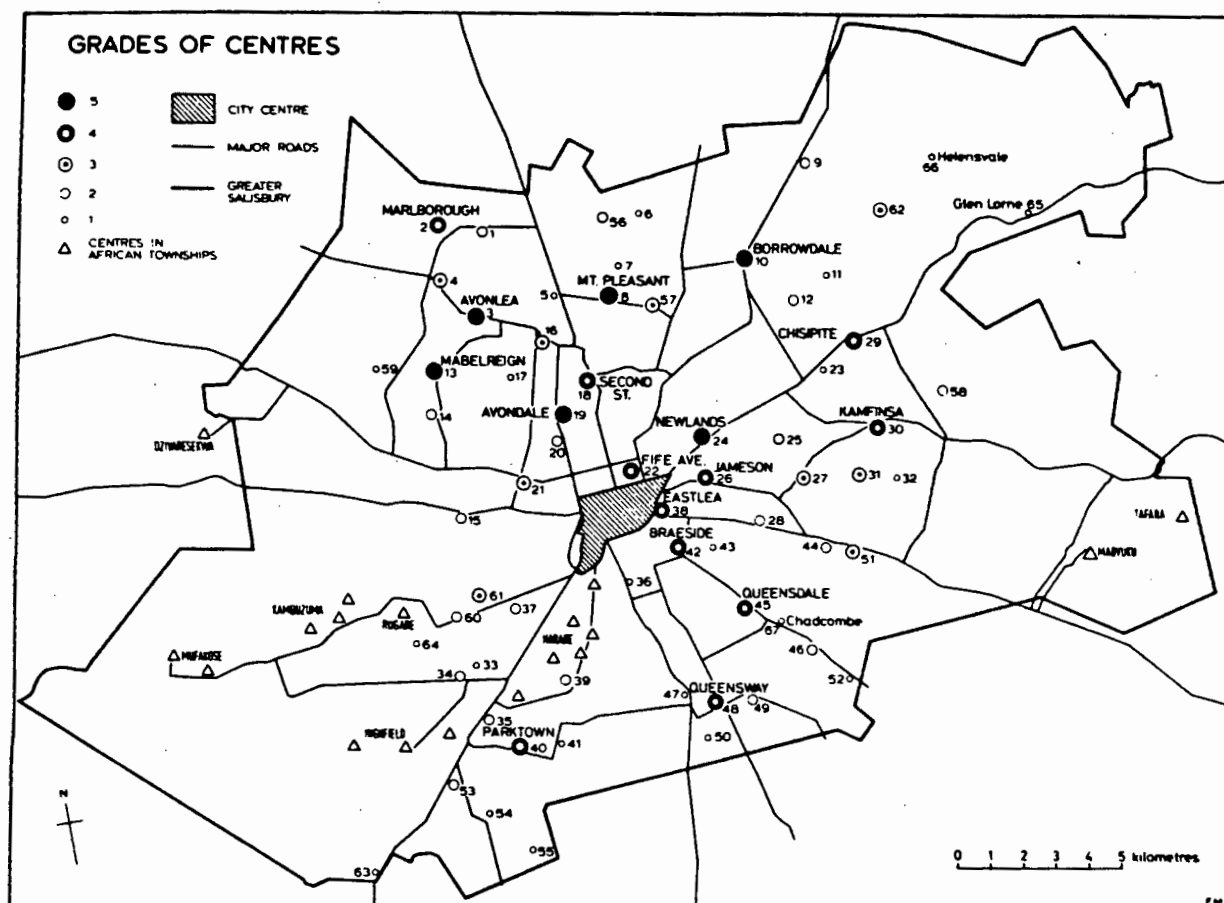 GRADES OF CENTRES
5
4
3
2
1
CENTRES IN
AFRICAN TOWNSHIPS
CITY CENTRE
MAJOR ROADS
GREATER
SALISBURY
9
Helensvale
66
62
Glen Lorne 65
MARLBOROUGH
2
1
56
6
BORROWDALE
10
7
11
4
MT. PLEASANT
5
8
57
12
AVONLEA
3
16
CHISIPITE
29
59
MABELREIGN
13
17
SECOND
ST.
18
23
58
14
AVONDALE
19
NEWLANDS
24
KAMFINSA
30
DZIVARESEKWA
20
25
FIFE AVE.
22
JAMESON
26
21
27
31
32
15
EASTLEA
38
28
TAFARA
BRAESIDE
42
43
44
51
MABVUKU
36
61
37
60
KAMBUZUMA
RUGARE
QUEENSDALE
45
67
Chadcombe
HARARE
64
46
MUFAKOSE
33
34
39
52
47
QUEENSWAY
48
49
35
HIGHFIELD
PARKTOWN
40
41
50
53
54
55
63
N
0 1 2 3 4 5 kilometres